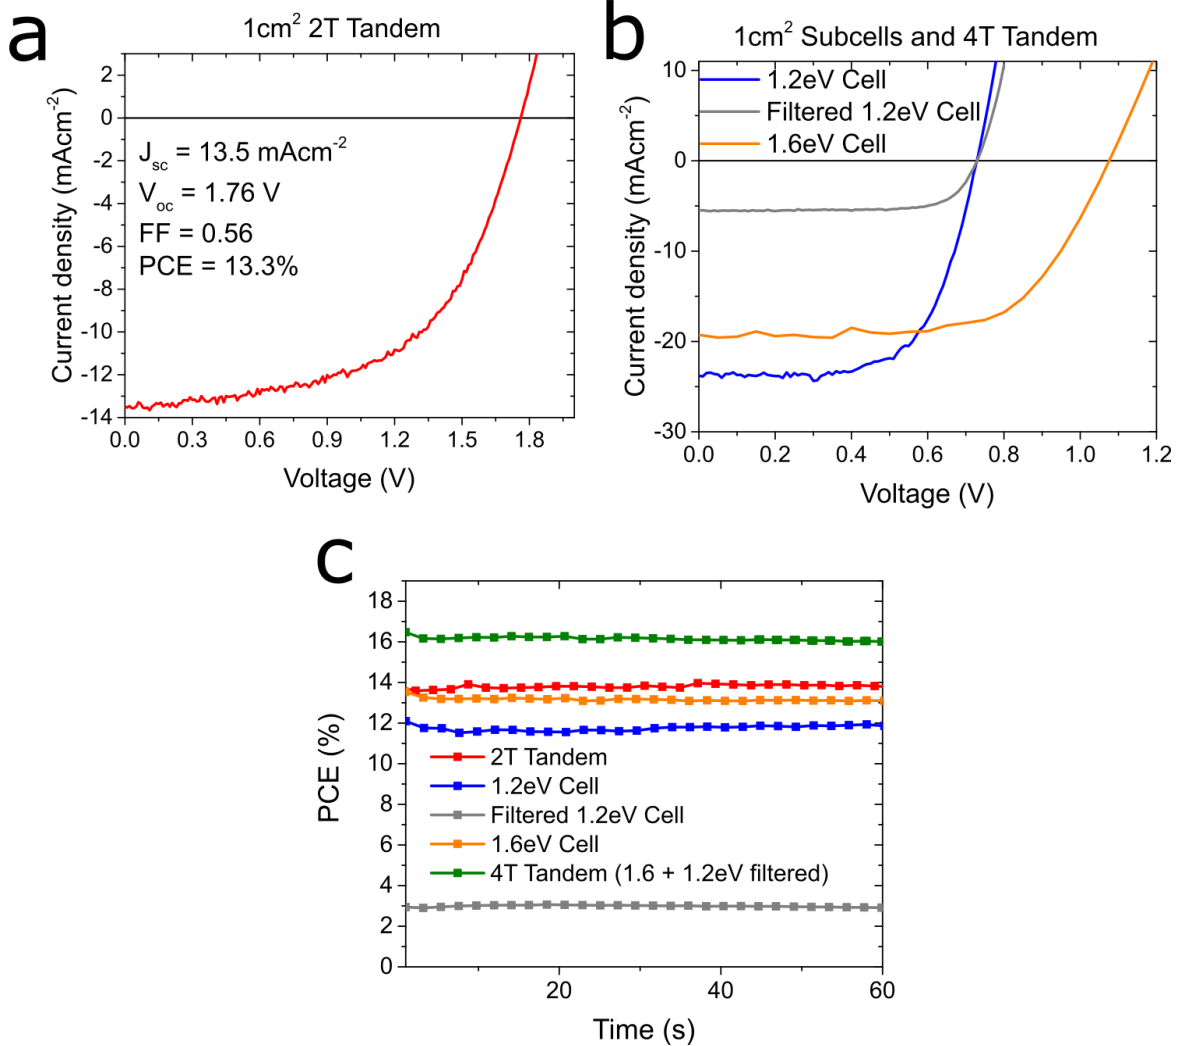 a
1cm² 2T Tandem
Current density (mAcm⁻²)
2
0
-2
-4
-6
-8
-10
-12
-14
J_sc = 13.5 mAcm⁻²
V_oc = 1.76 V
FF = 0.56
PCE = 13.3%
0.0 0.3 0.6 0.9 1.2 1.5 1.8
Voltage (V)
b
1cm² Subcells and 4T Tandem
Current density (mAcm⁻²)
10
0
-10
-20
-30
1.2eV Cell
Filtered 1.2eV Cell
1.6eV Cell
0.0 0.2 0.4 0.6 0.8 1.0 1.2
Voltage (V)
c
PCE (%)
18
16
14
12
10
8
6
4
2
0
2T Tandem
1.2eV Cell
Filtered 1.2eV Cell
1.6eV Cell
4T Tandem (1.6 + 1.2eV filtered)
20 40 60
Time (s)